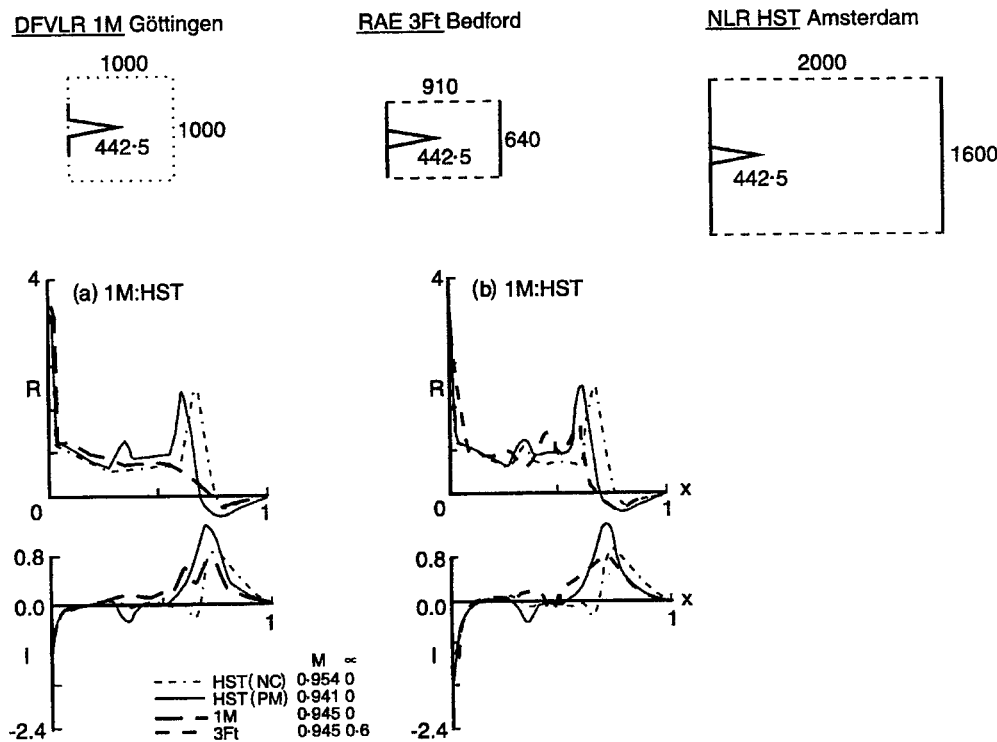 DFVLR 1M Göttingen
RAE 3Ft Bedford
NLR HST Amsterdam
1000
1000
442·5
910
640
442·5
2000
1600
442·5
4
(a) 1M:HST
R
0
1
0.8
0.0
1
I
-2.4
4
(b) 1M:HST
R
0
x
1
0.8
0.0
x
1
I
-2.4
M ∝
HST(NC) 0·954 0
HST(PM) 0·941 0
1M 0·945 0
3Ft 0·945 0·6